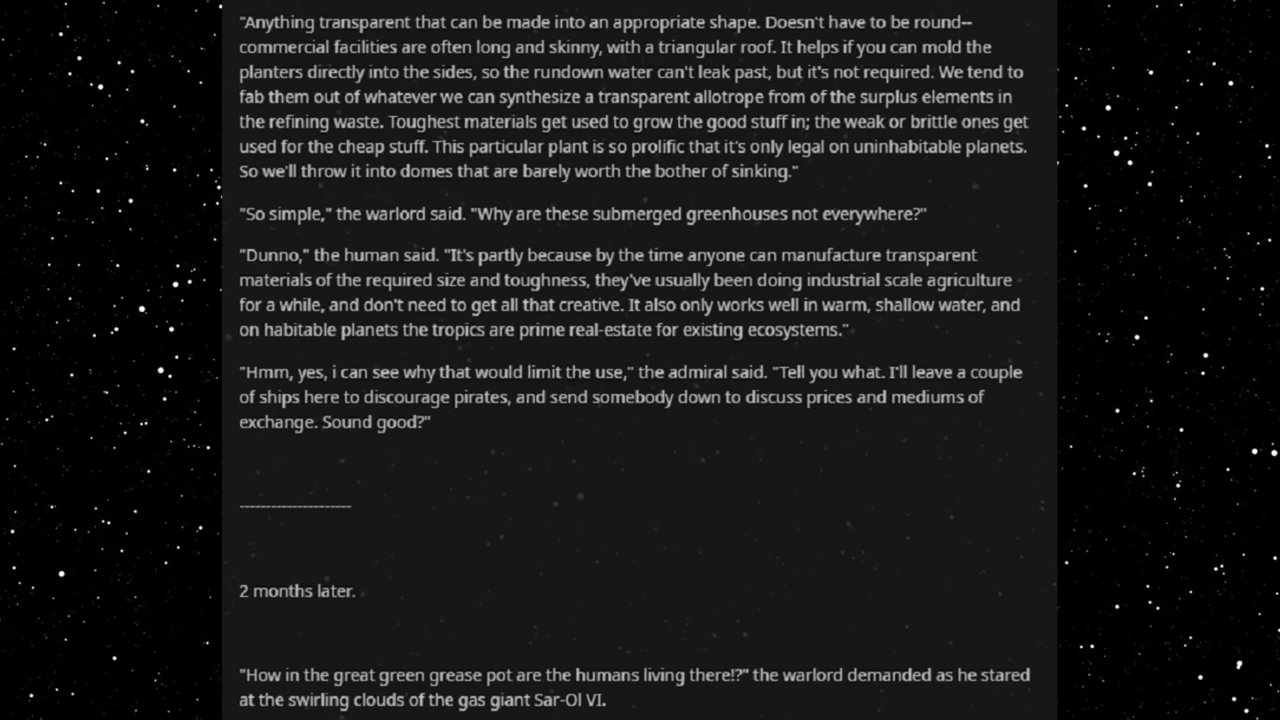 "Anything transparent that can be made into an appropriate shape. Doesn't have to be round--
commercial facilities are often long and skinny, with a triangular roof. It helps if you can mold the
planters directly into the sides, so the rundown water can't leak past, but it's not required. We tend to
fab them out of whatever we can synthesize a transparent allotrope from of the surplus elements in
the refining waste. Toughest materials get used to grow the good stuff in; the weak or brittle ones get
used for the cheap stuff. This particular plant is so prolific that it's only legal on uninhabitable planets.
So we'll throw it into domes that are barely worth the bother of sinking."
"So simple," the warlord said. "Why are these submerged greenhouses not everywhere?"
"Dunno," the human said. "It's partly because by the time anyone can manufacture transparent
materials of the required size and toughness, they've usually been doing industrial scale agriculture
for a while, and don't need to get all that creative. It also only works well in warm, shallow water, and
on habitable planets the tropics are prime real-estate for existing ecosystems."
"Hmm, yes, i can see why that would limit the use," the admiral said. "Tell you what. I'll leave a couple
of ships here to discourage pirates, and send somebody down to discuss prices and mediums of
exchange. Sound good?"
---------------------
2 months later.
"How in the great green grease pot are the humans living there!?" the warlord demanded as he stared
at the swirling clouds of the gas giant Sar-Ol VI.